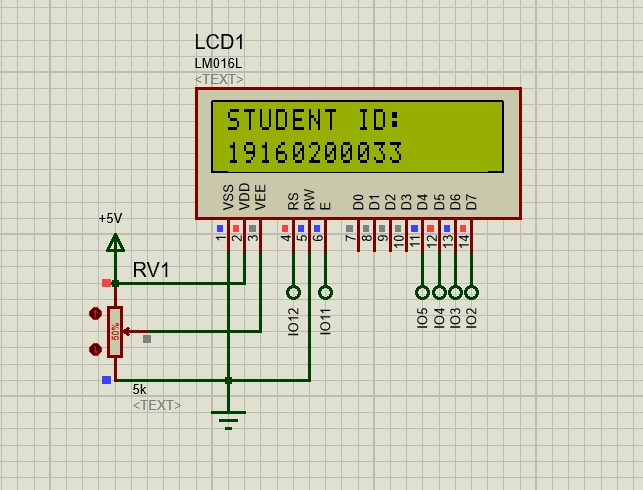 LCD1
LM016L
<TEXT>
STUDENT ID:
19160200033
VSS VDD VEE RS RW E D0 D1 D2 D3 D4 D5 D6 D7
1 2 3 4 5 6 7 8 9 10 11 12 13 14
+5V
RV1
50%
IO12 IO11 IO5 IO4 IO3 IO2
5k
<TEXT>